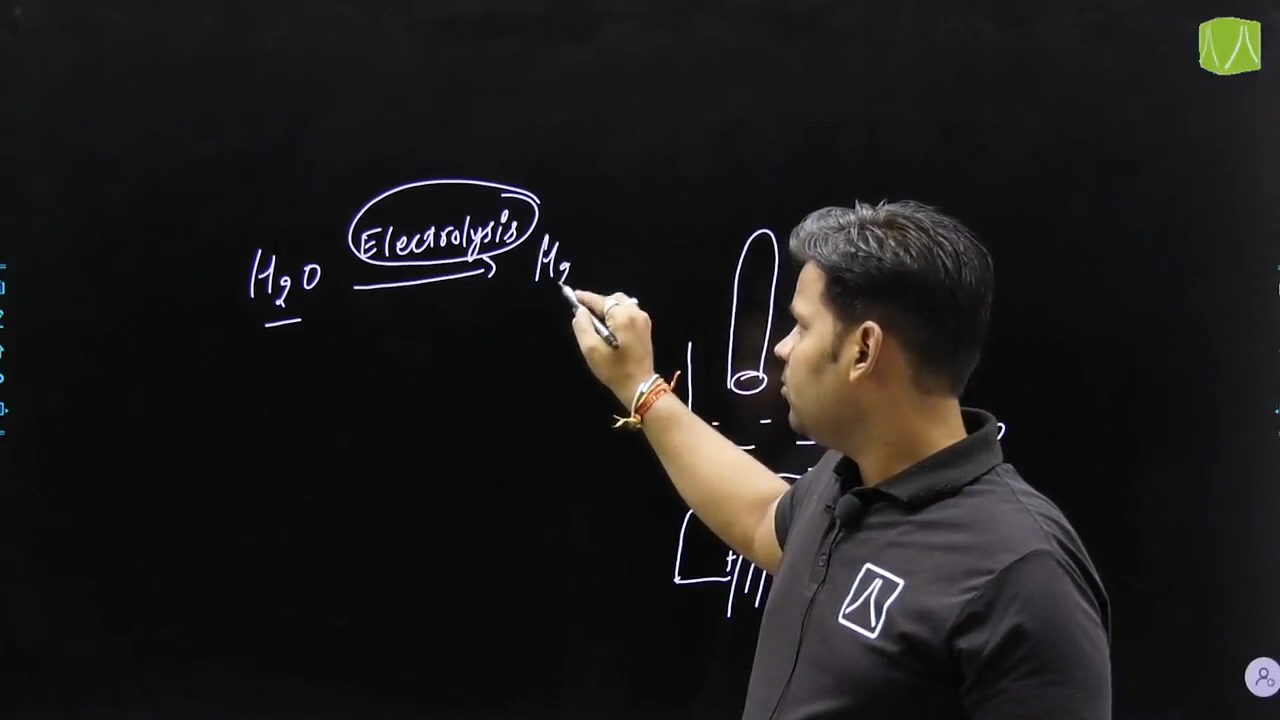 Electrolysis
H2O → H2
+